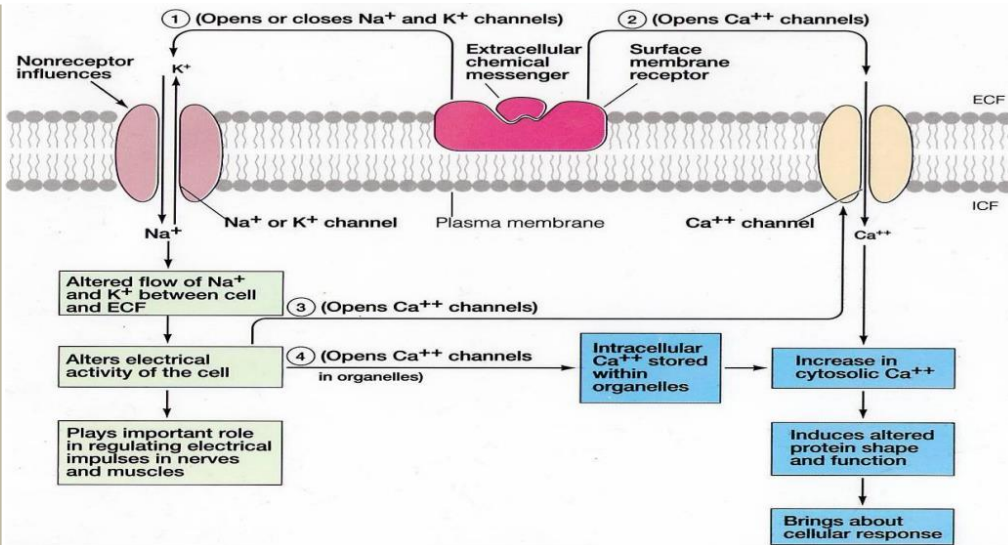 ① (Opens or closes Na⁺ and K⁺ channels)
② (Opens Ca⁺⁺ channels)
Nonreceptor
influences
K⁺
Extracellular
chemical
messenger
Surface
membrane
receptor
ECF
ICF
Na⁺ or K⁺ channel
Plasma membrane
Ca⁺⁺ channel
Na⁺
Ca⁺⁺
Altered flow of Na⁺
and K⁺ between cell
and ECF
③ (Opens Ca⁺⁺ channels)
Alters electrical
activity of the cell
④ (Opens Ca⁺⁺ channels
in organelles)
Intracellular
Ca⁺⁺ stored
within
organelles
Increase in
cytosolic Ca⁺⁺
Plays important role
in regulating electrical
impulses in nerves
and muscles
Induces altered
protein shape
and function
Brings about
cellular response